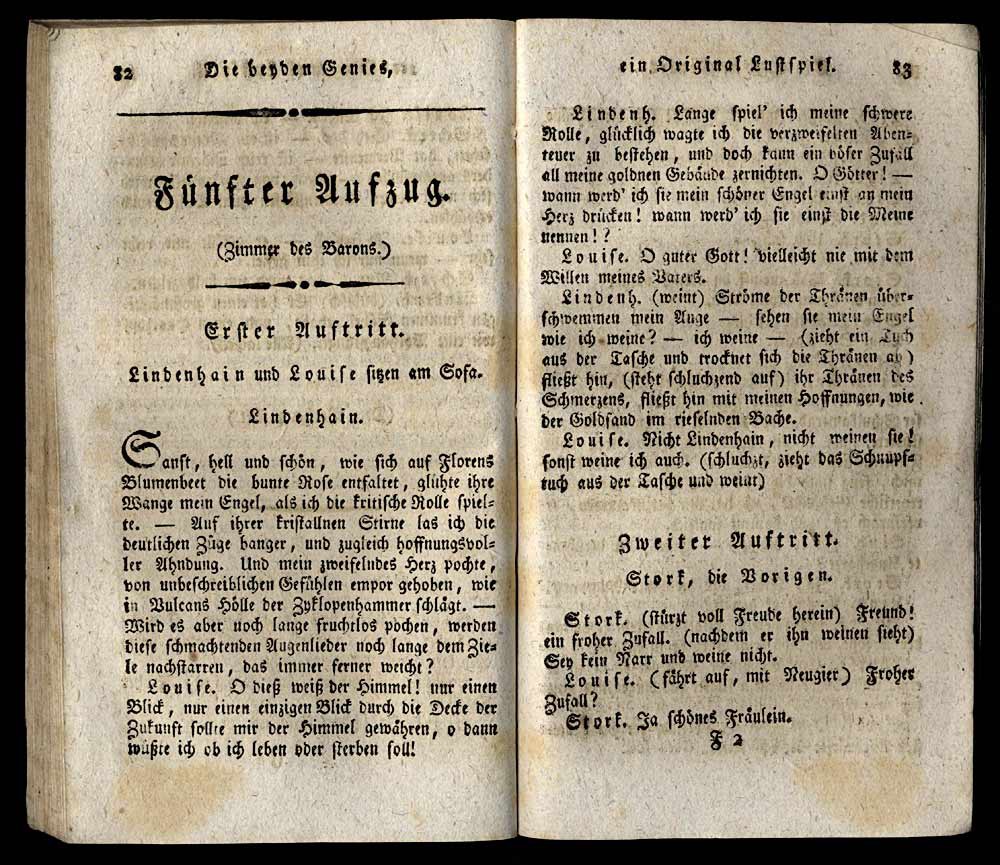 82 Die beyden Genies,
Fünfter Aufzug.
(Zimmer des Barons.)
Erster Auftritt.
Lindenhain und Louise sitzen am Sofa.
Lindenhain.
Sanft, hell und schön, wie sich auf Florens
Blumenbeet die bunte Rose entfaltet, glühte ihre
Wange mein Engel, als ich die kritische Rolle spiel-
te. — Auf ihrer kristallnen Stirne las ich die
deutlichen Züge banger, und zugleich hoffnungsvol-
ler Ahndung. Und mein zweifelndes Herz pochte,
von unbeschreiblichen Gefühlen empor gehoben, wie
in Vulcans Hölle der Zyklopenhammer schlägt. —
Wird es aber noch lange fruchtlos pochen, werden
diese schmachtenden Augenlieder noch lange dem Zie-
le nachstarren, das immer ferner weicht?
Louise. O dieß weiß der Himmel! nur einen
Blick, nur einen einzigen Blick durch die Decke der
Zukunft sollte mir der Himmel gewähren, o dann
wüßte ich ob ich leben oder sterben soll!
ein Original Lustspiel. 83
Lindenh. Lange spiel' ich meine schwere
Rolle, glücklich wagte ich die verzweifelten Aben-
teuer zu bestehen, und doch kann ein böser Zufall
all meine goldnen Gebäude zernichten. O Götter! —
wann werd' ich sie mein schöner Engel einst an mein
Herz drücken! wann werd' ich sie einst die Meine
nennen!?
Louise. O guter Gott! vielleicht nie mit dem
Willen meines Vaters.
Lindenh. (weint) Ströme der Thränen über-
schwemmen mein Auge — sehen sie mein Engel
wie ich weine? — ich weine — (zieht ein Tuch
aus der Tasche und trocknet sich die Thränen ab)
fließt hin, (steht schluchzend auf) ihr Thränen des
Schmerzens, fließt hin mit meinen Hoffnungen, wie
der Goldsand im rieselnden Bache.
Louise. Nicht Lindenhain, nicht weinen sie!
sonst weine ich auch. (schluchzt, zieht das Schnupf-
tuch aus der Tasche und weint)
Zweiter Auftritt.
Stork, die Vorigen.
Stork. (stürzt voll Freude herein) Freund!
ein froher Zufall. (nachdem er ihn weinen sieht)
Sey kein Narr und weine nicht.
Louise. (fährt auf, mit Neugier) Froher
Zufall?
Stork. Ja schönes Fräulein.
F 2